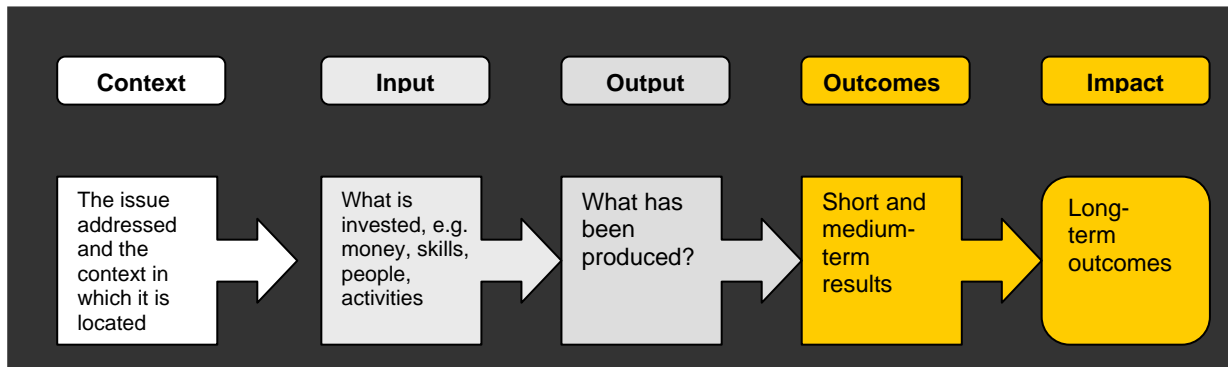 Context
Input
Output
Outcomes
Impact
The issue
addressed
and the
context in
which it is
located
What is
invested, e.g.
money, skills,
people,
activities
What has
been
produced?
Short and
medium-
term
results
Long-
term
outcomes